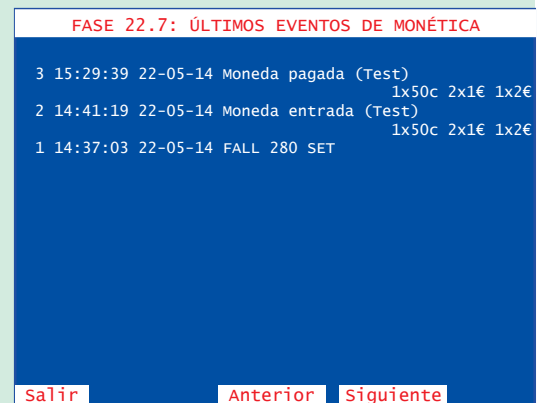 FASE 22.7: ÚLTIMOS EVENTOS DE MONÉTICA
3 15:29:39 22-05-14 Moneda pagada (Test)
1x50c 2x1€ 1x2€
2 14:41:19 22-05-14 Moneda entrada (Test)
1x50c 2x1€ 1x2€
1 14:37:03 22-05-14 FALL 280 SET
Salir Anterior Siguiente